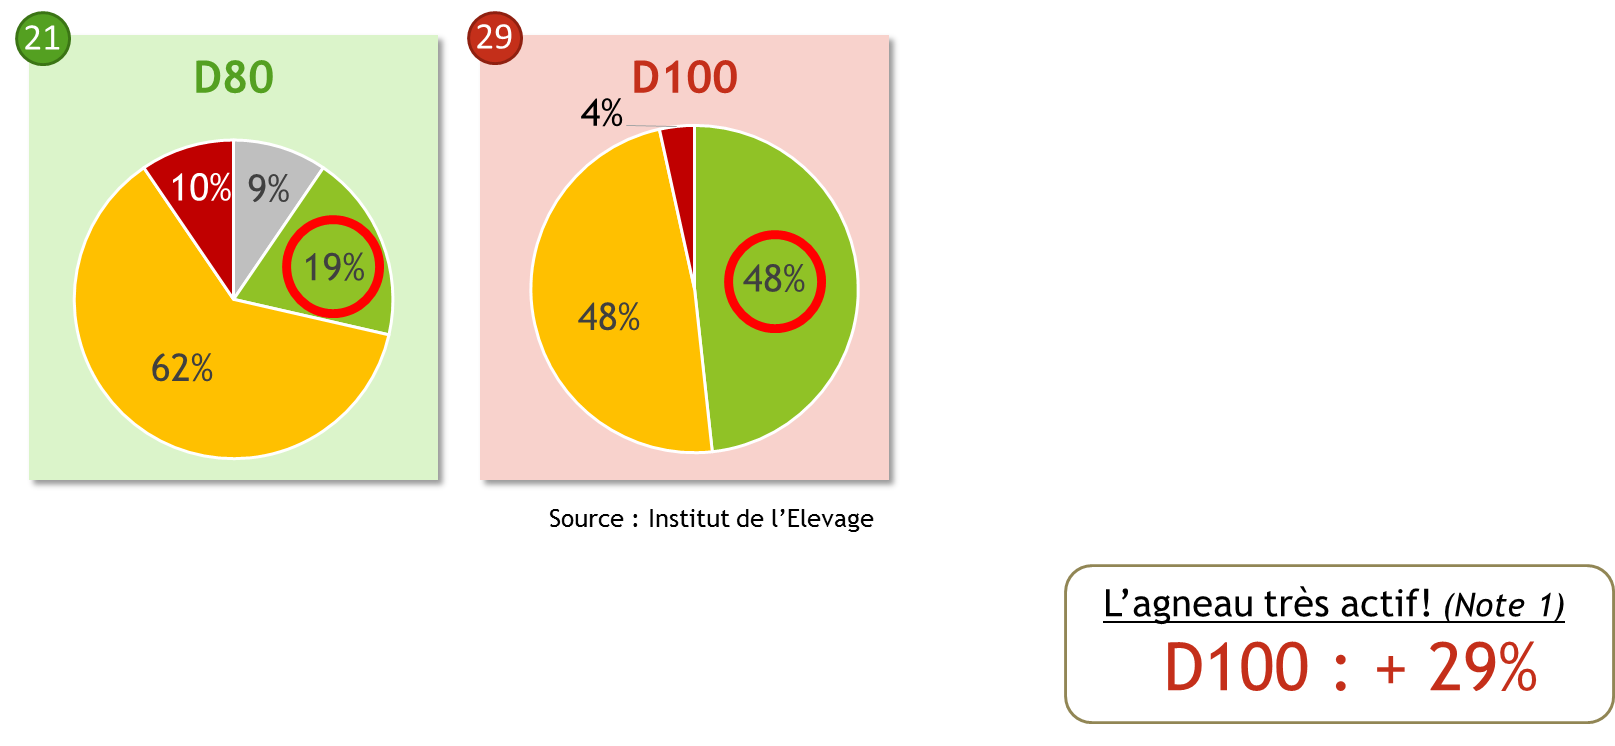 21
D80
10%
9%
19%
62%
29
D100
4%
48%
48%
Source : Institut de l’Elevage
L’agneau très actif! (Note 1)
D100 : + 29%